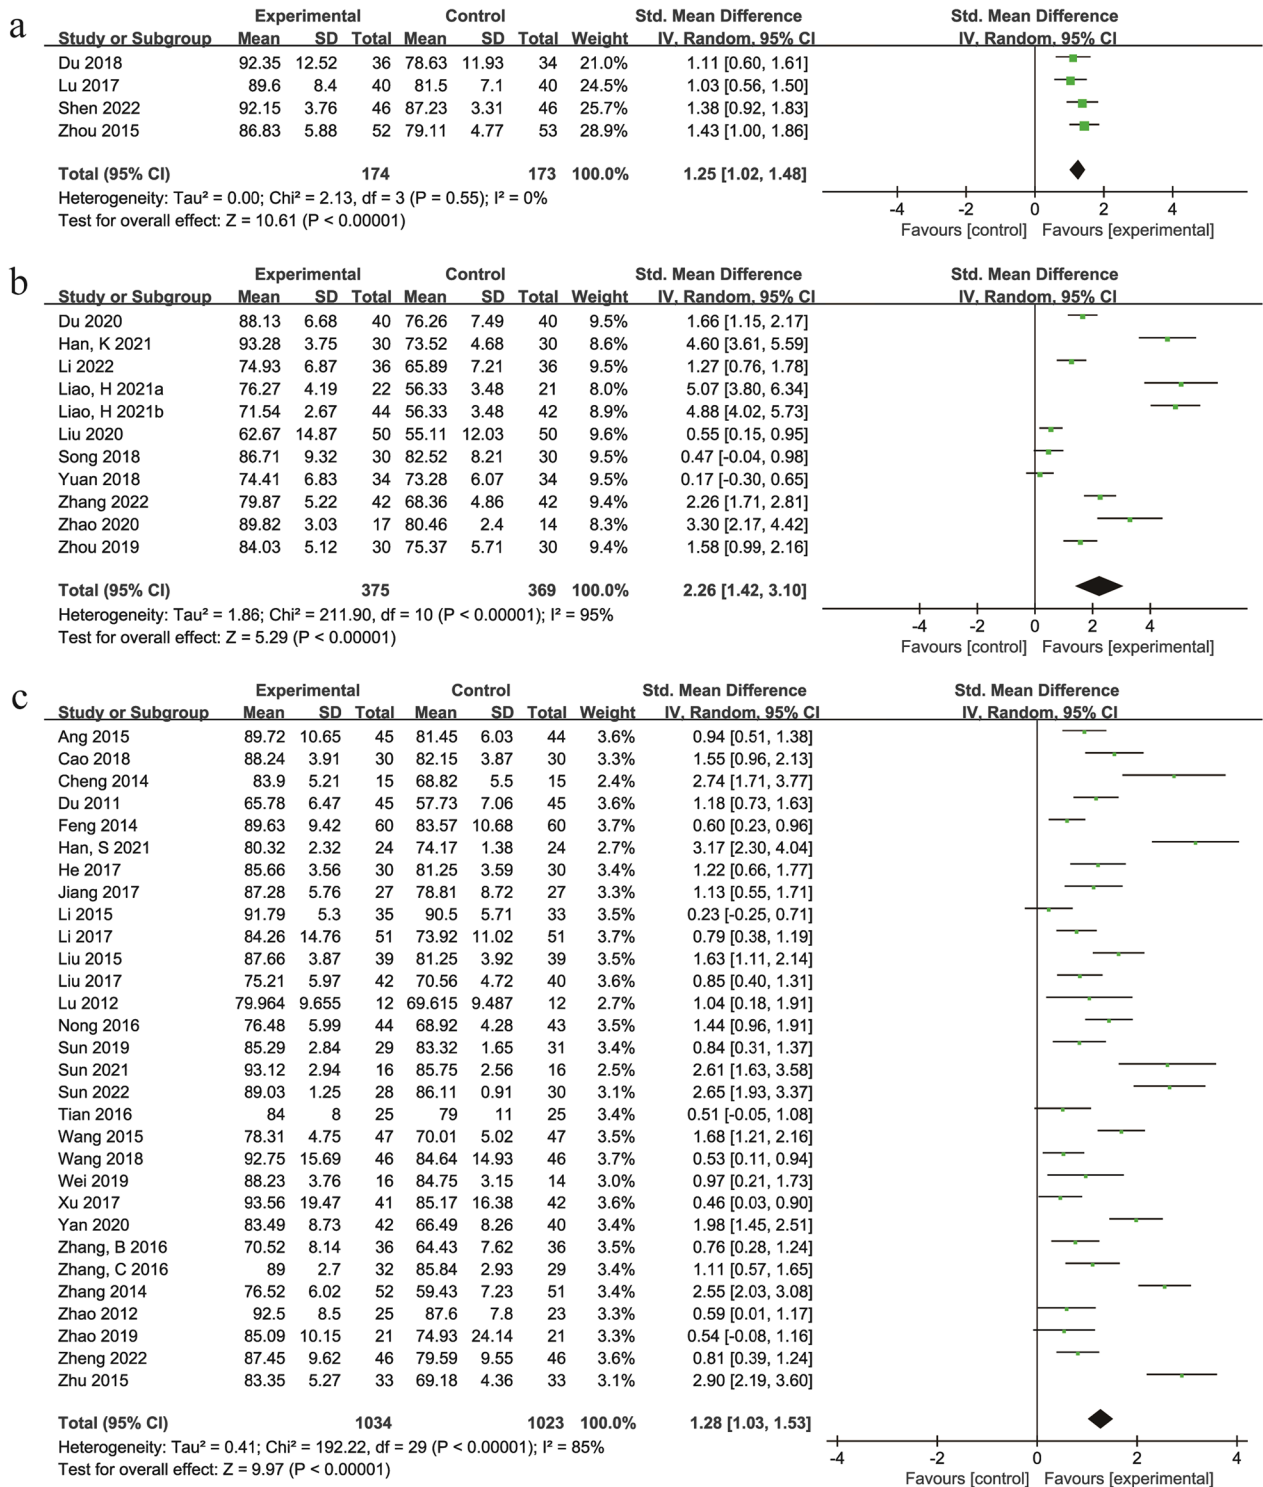 a
Experimental Control Std. Mean Difference Std. Mean Difference
Study or Subgroup Mean SD Total Mean SD Total Weight IV, Random, 95% CI IV, Random, 95% CI
Du 2018 92.35 12.52 36 78.63 11.93 34 21.0% 1.11 [0.60, 1.61]
Lu 2017 89.6 8.4 40 81.5 7.1 40 24.5% 1.03 [0.56, 1.50]
Shen 2022 92.15 3.76 46 87.23 3.31 46 25.7% 1.38 [0.92, 1.83]
Zhou 2015 86.83 5.88 52 79.11 4.77 53 28.9% 1.43 [1.00, 1.86]
Total (95% CI) 174 173 100.0% 1.25 [1.02, 1.48]
Heterogeneity: Tau² = 0.00; Chi² = 2.13, df = 3 (P = 0.55); I² = 0%
Test for overall effect: Z = 10.61 (P < 0.00001)
-4 -2 0 2 4
Favours [control] Favours [experimental]
b
Experimental Control Std. Mean Difference Std. Mean Difference
Study or Subgroup Mean SD Total Mean SD Total Weight IV, Random, 95% CI IV, Random, 95% CI
Du 2020 88.13 6.68 40 76.26 7.49 40 9.5% 1.66 [1.15, 2.17]
Han, K 2021 93.28 3.75 30 73.52 4.68 30 8.6% 4.60 [3.61, 5.59]
Li 2022 74.93 6.87 36 65.89 7.21 36 9.5% 1.27 [0.76, 1.78]
Liao, H 2021a 76.27 4.19 22 56.33 3.48 21 8.0% 5.07 [3.80, 6.34]
Liao, H 2021b 71.54 2.67 44 56.33 3.48 42 8.9% 4.88 [4.02, 5.73]
Liu 2020 62.67 14.87 50 55.11 12.03 50 9.6% 0.55 [0.15, 0.95]
Song 2018 86.71 9.32 30 82.52 8.21 30 9.5% 0.47 [-0.04, 0.98]
Yuan 2018 74.41 6.83 34 73.28 6.07 34 9.5% 0.17 [-0.30, 0.65]
Zhang 2022 79.87 5.22 42 68.36 4.86 42 9.4% 2.26 [1.71, 2.81]
Zhao 2020 89.82 3.03 17 80.46 2.4 14 8.3% 3.30 [2.17, 4.42]
Zhou 2019 84.03 5.12 30 75.37 5.71 30 9.4% 1.58 [0.99, 2.16]
Total (95% CI) 375 369 100.0% 2.26 [1.42, 3.10]
Heterogeneity: Tau² = 1.86; Chi² = 211.90, df = 10 (P < 0.00001); I² = 95%
Test for overall effect: Z = 5.29 (P < 0.00001)
-4 -2 0 2 4
Favours [control] Favours [experimental]
c
Experimental Control Std. Mean Difference Std. Mean Difference
Study or Subgroup Mean SD Total Mean SD Total Weight IV, Random, 95% CI IV, Random, 95% CI
Ang 2015 89.72 10.65 45 81.45 6.03 44 3.6% 0.94 [0.51, 1.38]
Cao 2018 88.24 3.91 30 82.15 3.87 30 3.3% 1.55 [0.96, 2.13]
Cheng 2014 83.9 5.21 15 68.82 5.5 15 2.4% 2.74 [1.71, 3.77]
Du 2011 65.78 6.47 45 57.73 7.06 45 3.6% 1.18 [0.73, 1.63]
Feng 2014 89.63 9.42 60 83.57 10.68 60 3.7% 0.60 [0.23, 0.96]
Han, S 2021 80.32 2.32 24 74.17 1.38 24 2.7% 3.17 [2.30, 4.04]
He 2017 85.66 3.56 30 81.25 3.59 30 3.4% 1.22 [0.66, 1.77]
Jiang 2017 87.28 5.76 27 78.81 8.72 27 3.3% 1.13 [0.55, 1.71]
Li 2015 91.79 5.3 35 90.5 5.71 33 3.5% 0.23 [-0.25, 0.71]
Li 2017 84.26 14.76 51 73.92 11.02 51 3.7% 0.79 [0.38, 1.19]
Liu 2015 87.66 3.87 39 81.25 3.92 39 3.5% 1.63 [1.11, 2.14]
Liu 2017 75.21 5.97 42 70.56 4.72 40 3.6% 0.85 [0.40, 1.31]
Lu 2012 79.964 9.655 12 69.615 9.487 12 2.7% 1.04 [0.18, 1.91]
Nong 2016 76.48 5.99 44 68.92 4.28 43 3.5% 1.44 [0.96, 1.91]
Sun 2019 85.29 2.84 29 83.32 1.65 31 3.4% 0.84 [0.31, 1.37]
Sun 2021 93.12 2.94 16 85.75 2.56 16 2.5% 2.61 [1.63, 3.58]
Sun 2022 89.03 1.25 28 86.11 0.91 30 3.1% 2.65 [1.93, 3.37]
Tian 2016 84 8 25 79 11 25 3.4% 0.51 [-0.05, 1.08]
Wang 2015 78.31 4.75 47 70.01 5.02 47 3.5% 1.68 [1.21, 2.16]
Wang 2018 92.75 15.69 46 84.64 14.93 46 3.6% 0.53 [0.11, 0.94]
Wei 2019 88.23 3.76 16 84.75 3.15 14 3.0% 0.97 [0.21, 1.73]
Xu 2017 93.56 19.47 41 85.17 16.38 42 3.6% 0.46 [0.03, 0.90]
Yan 2020 83.49 8.73 42 66.49 8.26 40 3.4% 1.98 [1.45, 2.51]
Zhang, B 2016 70.52 8.14 36 64.43 7.62 36 3.5% 0.76 [0.28, 1.24]
Zhang, C 2016 89 2.7 32 85.84 2.93 29 3.4% 1.11 [0.57, 1.65]
Zhang 2014 76.52 6.02 52 59.43 7.23 51 3.4% 2.55 [2.03, 3.08]
Zhao 2012 92.5 8.5 25 87.6 7.8 23 3.3% 0.59 [0.01, 1.17]
Zhao 2019 85.09 10.15 21 74.93 24.14 21 3.3% 0.54 [-0.08, 1.16]
Zheng 2022 87.45 9.62 46 79.59 9.55 46 3.6% 0.81 [0.39, 1.24]
Zhu 2015 83.35 5.27 33 69.18 4.36 33 3.1% 2.90 [2.19, 3.60]
Total (95% CI) 1034 1023 100.0% 1.28 [1.03, 1.53]
Heterogeneity: Tau² = 0.41; Chi² = 192.22, df = 29 (P < 0.00001); I² = 85%
Test for overall effect: Z = 9.97 (P < 0.00001)
-4 -2 0 2 4
Favours [control] Favours [experimental]